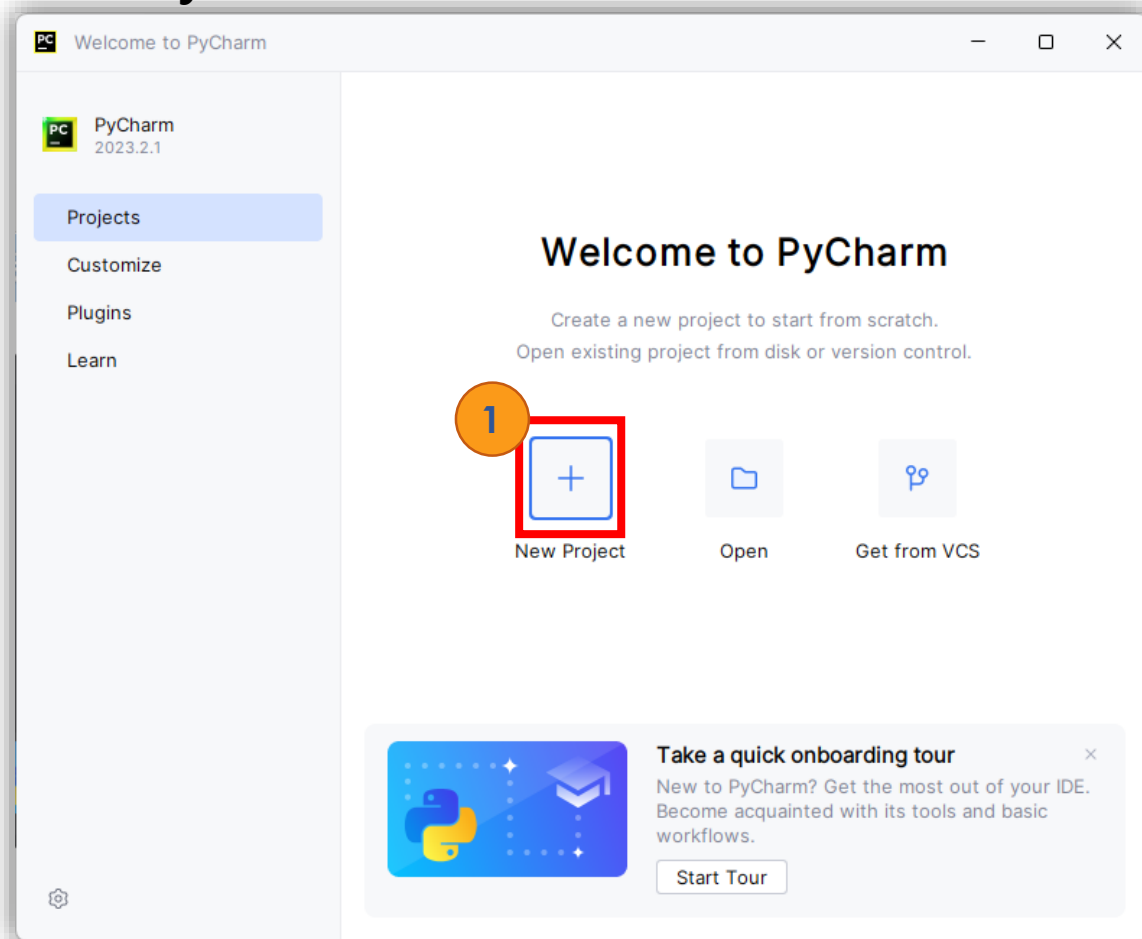 Welcome to PyCharm
PyCharm
2023.2.1
Projects
Customize
Plugins
Learn
Welcome to PyCharm
Create a new project to start from scratch.
Open existing project from disk or version control.
1
New Project
Open
Get from VCS
Take a quick onboarding tour
New to PyCharm? Get the most out of your IDE.
Become acquainted with its tools and basic
workflows.
Start Tour